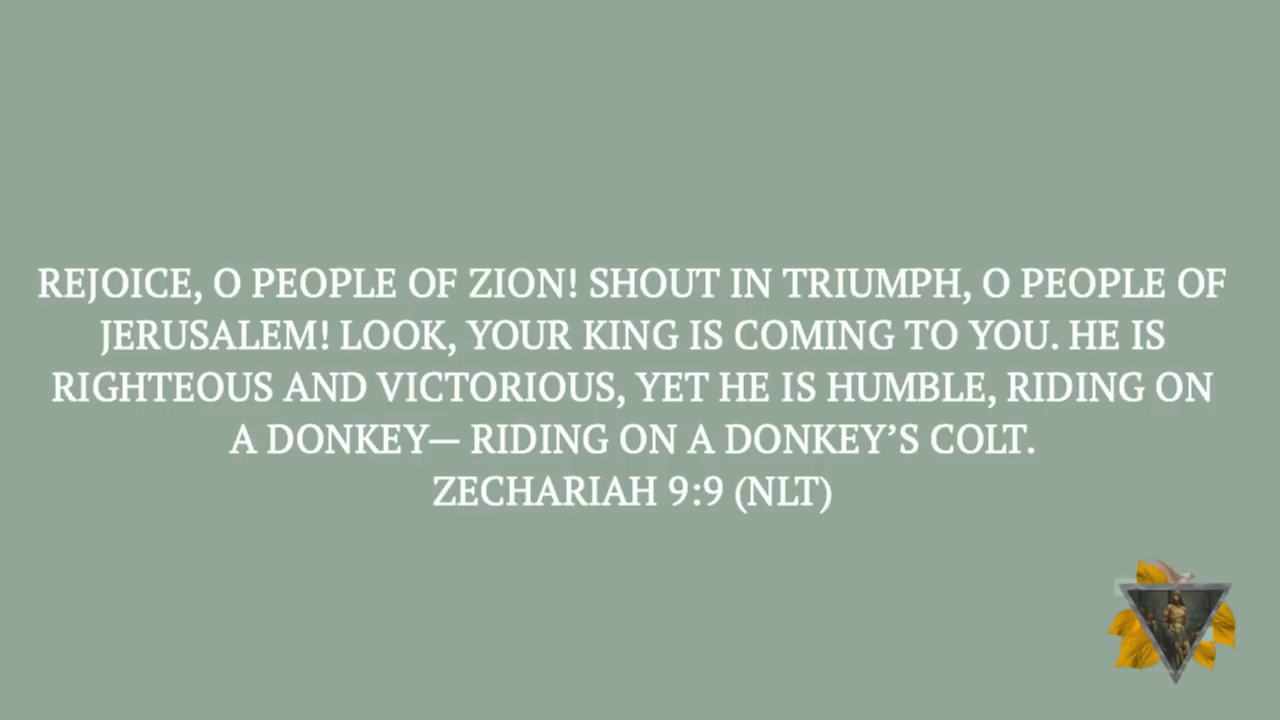 REJOICE, O PEOPLE OF ZION! SHOUT IN TRIUMPH, O PEOPLE OF
JERUSALEM! LOOK, YOUR KING IS COMING TO YOU. HE IS
RIGHTEOUS AND VICTORIOUS, YET HE IS HUMBLE, RIDING ON
A DONKEY— RIDING ON A DONKEY’S COLT.
ZECHARIAH 9:9 (NLT)